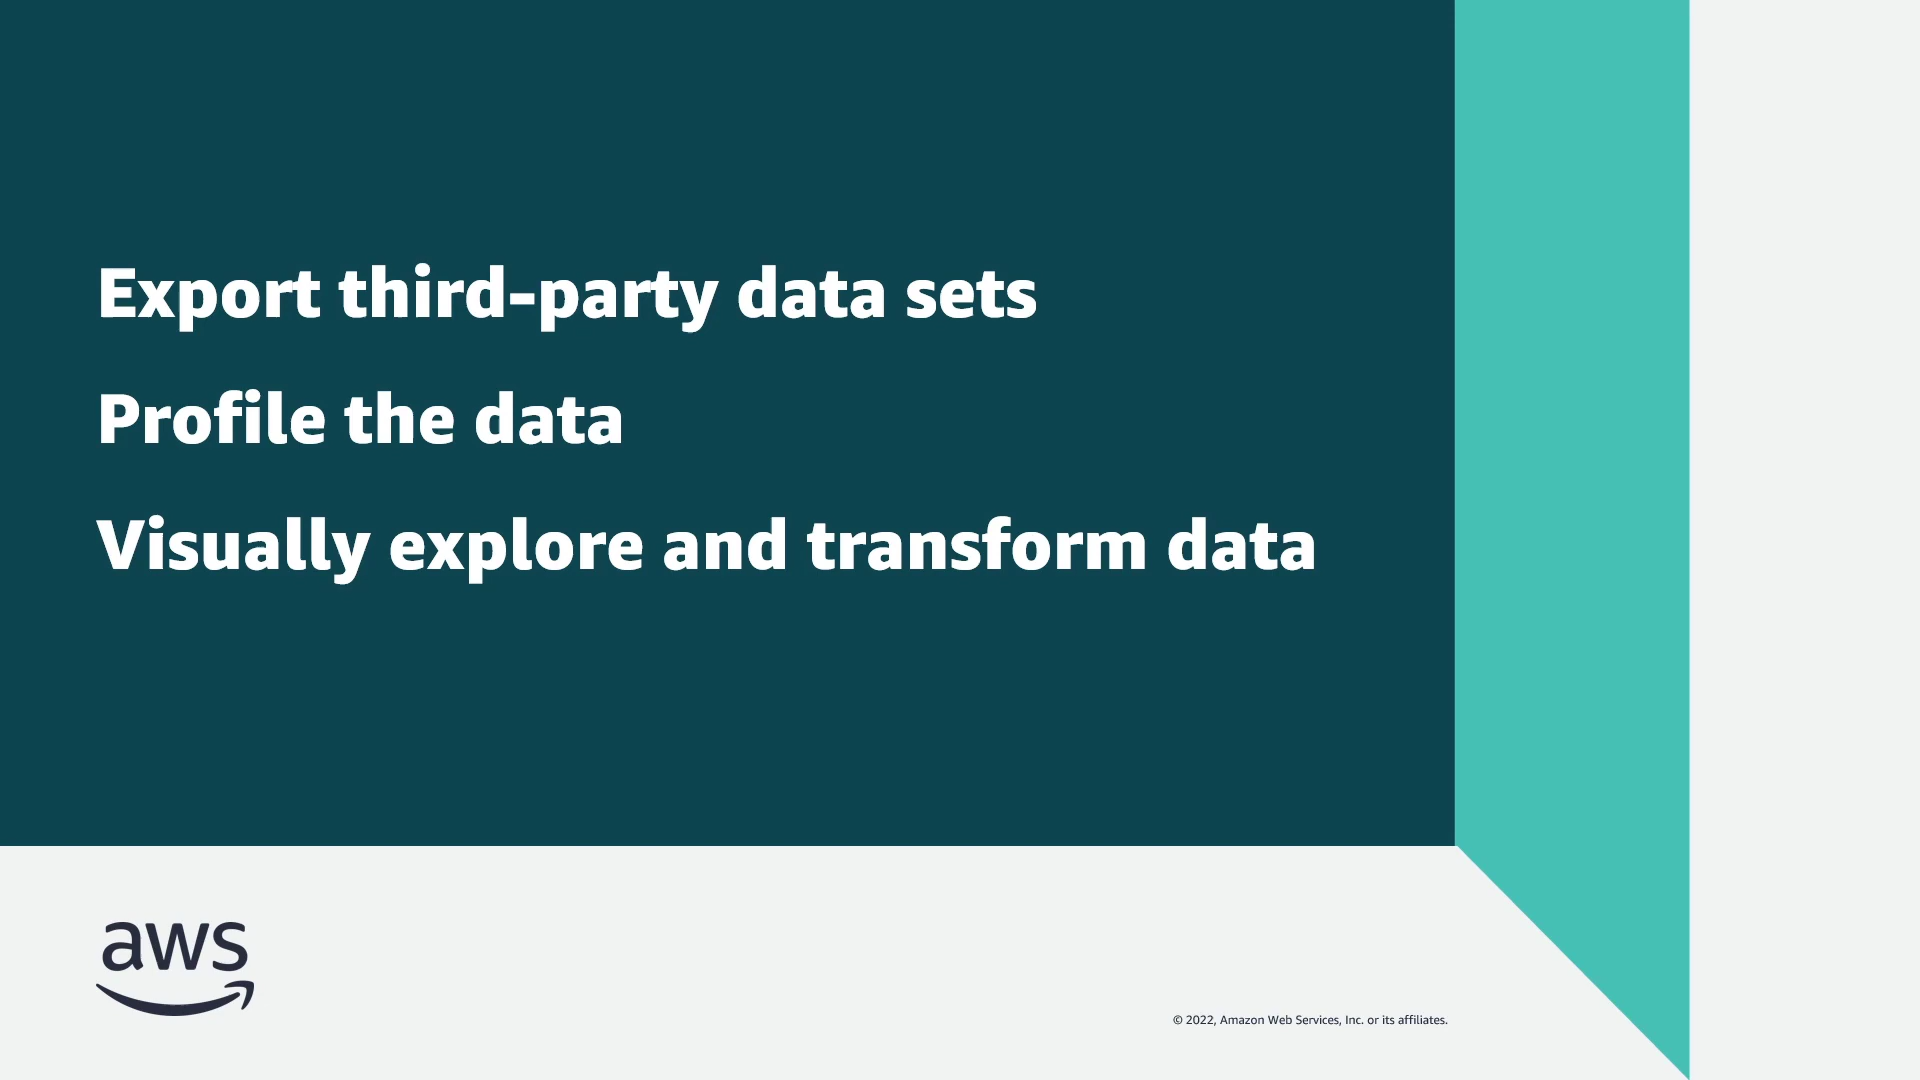 Export third-party data sets
Profile the data
Visually explore and transform data
aws
© 2022, Amazon Web Services, Inc. or its affiliates.